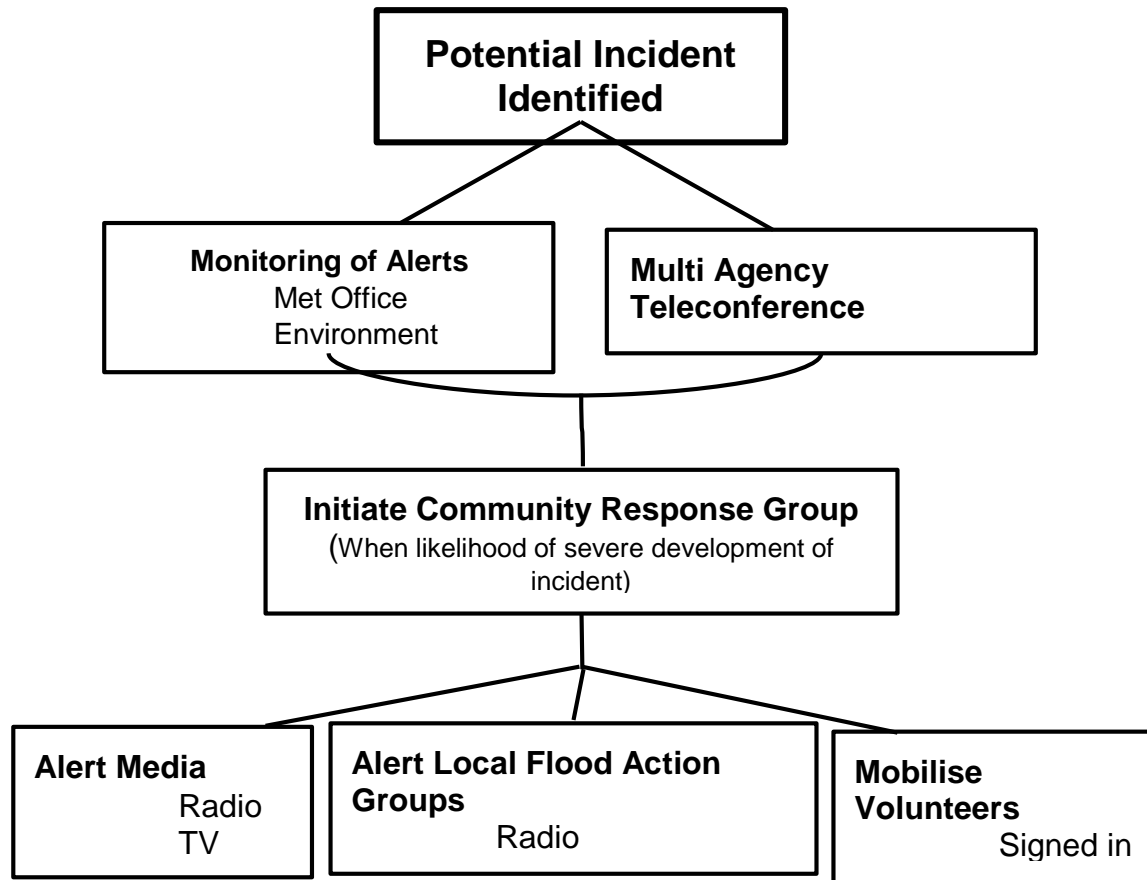 Potential Incident
Identified
Monitoring of Alerts
Met Office
Environment
Multi Agency
Teleconference
Initiate Community Response Group
(When likelihood of severe development of
incident)
Alert Media
Radio
TV
Alert Local Flood Action
Groups
Radio
Mobilise
Volunteers
Signed in